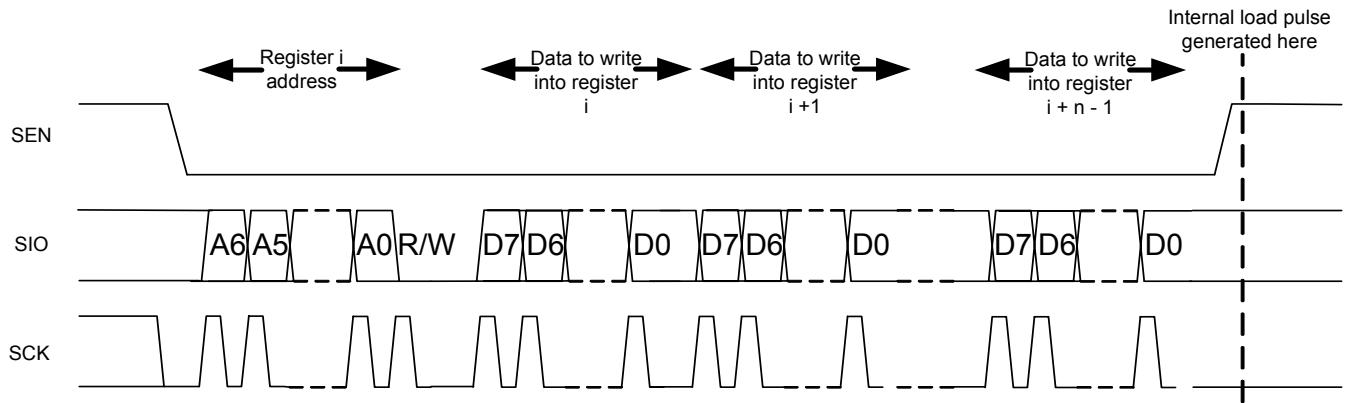 Internal load pulse
generated here
Register i
address
Data to write
into register
i
Data to write
into register
i +1
Data to write
into register
i + n - 1
SEN
SIO
A6 A5 A0 R/W D7 D6 D0 D7 D6 D0 D7 D6 D0
SCK